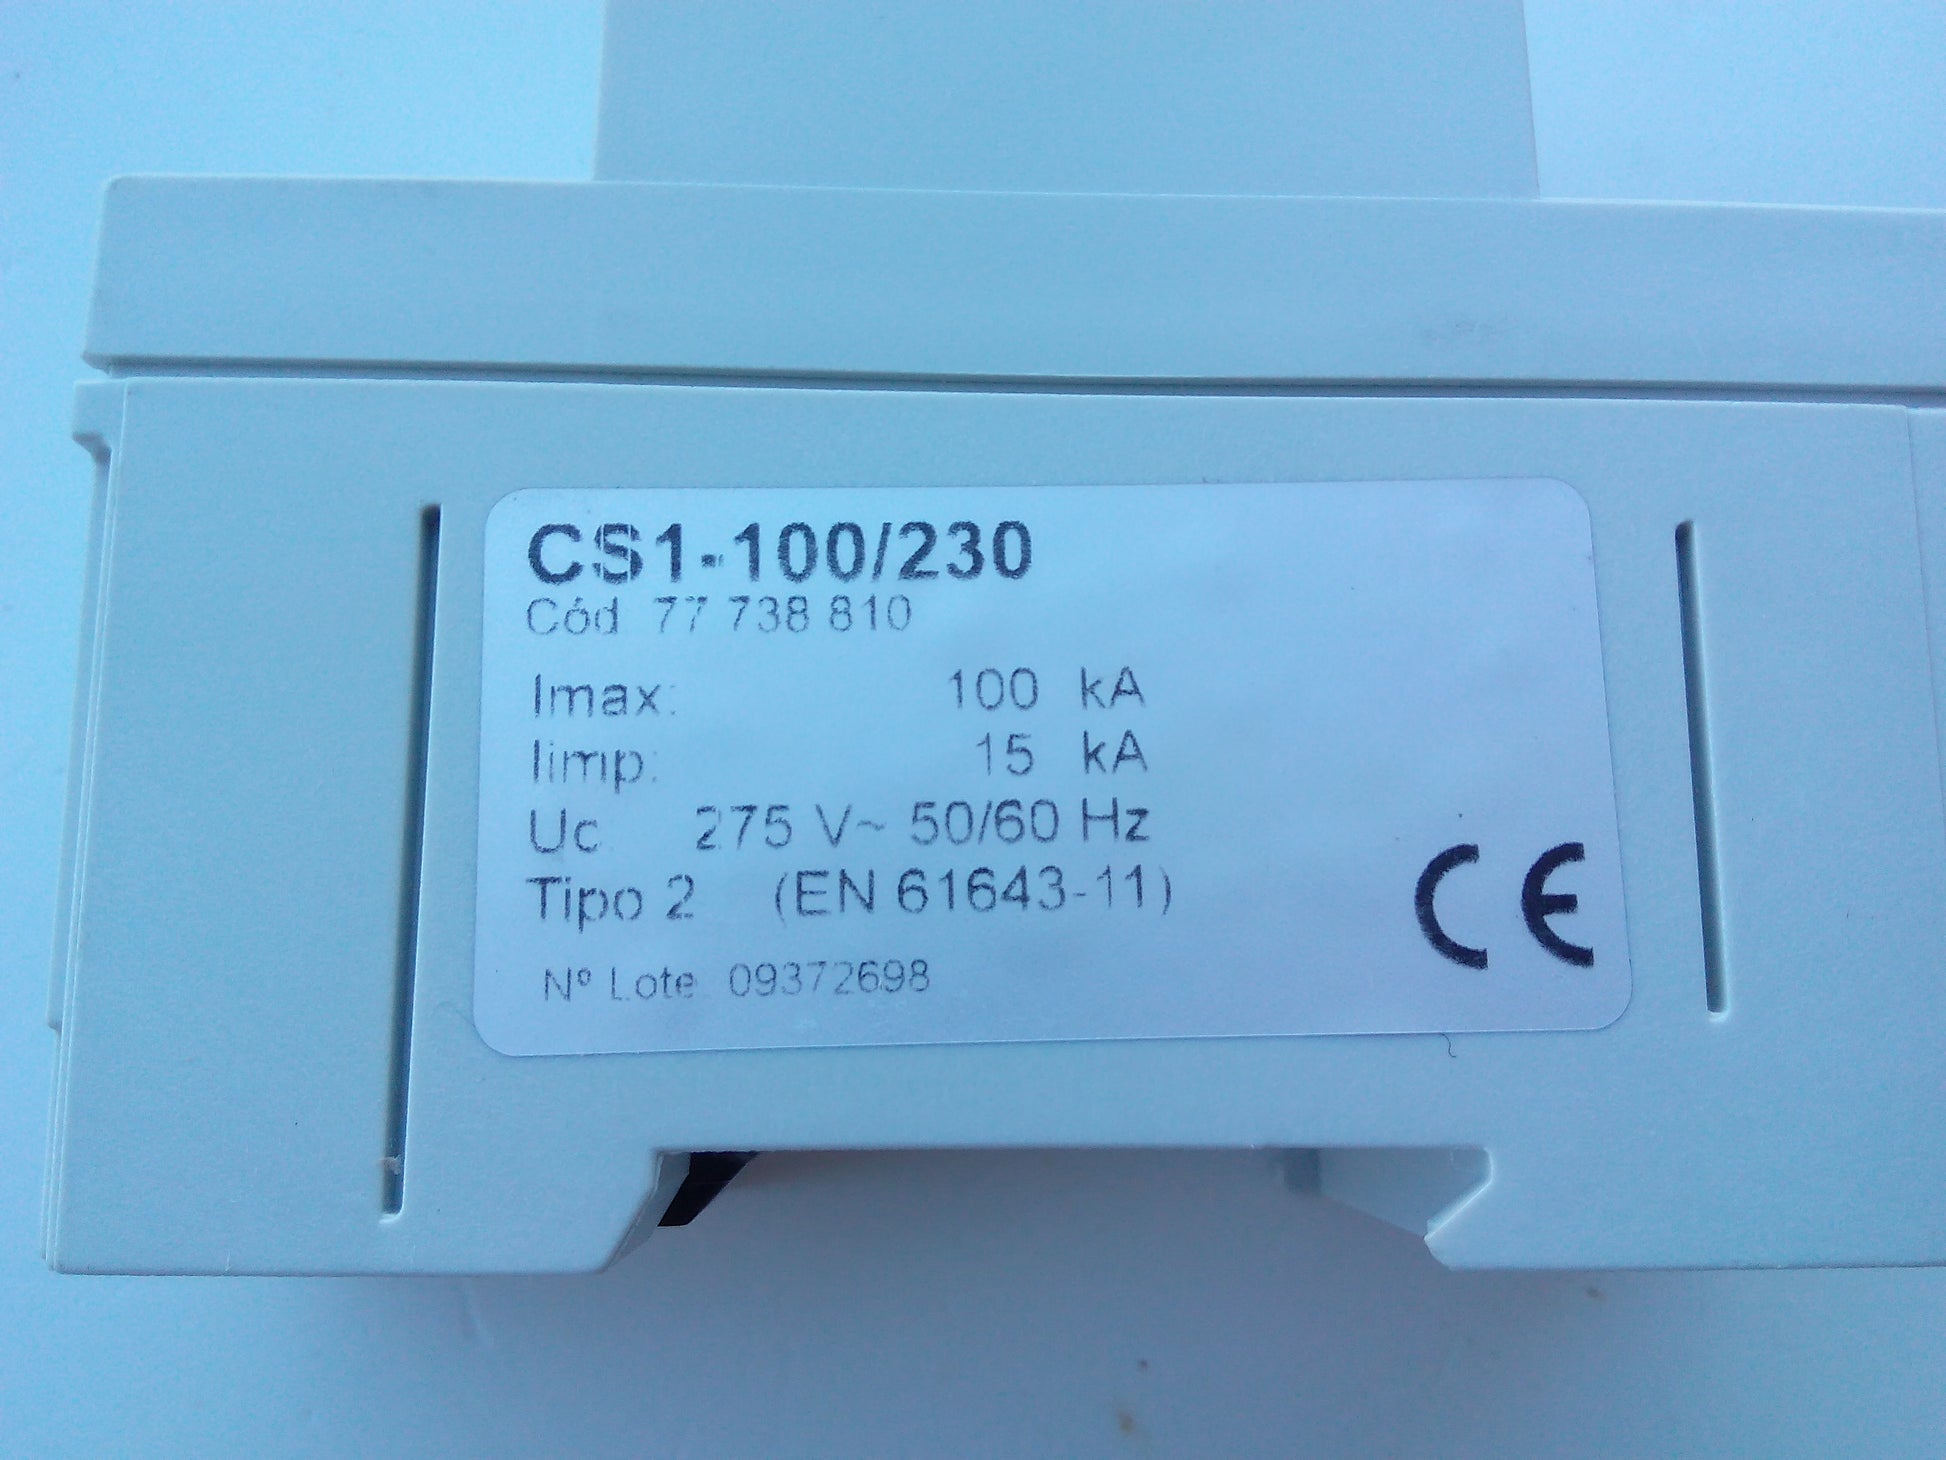 CS1-100/230
Cód 77 738 810
Imax: 100 kA
Iimp: 15 kA
Uc 275 V~ 50/60 Hz
Tipo 2 (EN 61643-11)
CE
Nº Lote 09372698